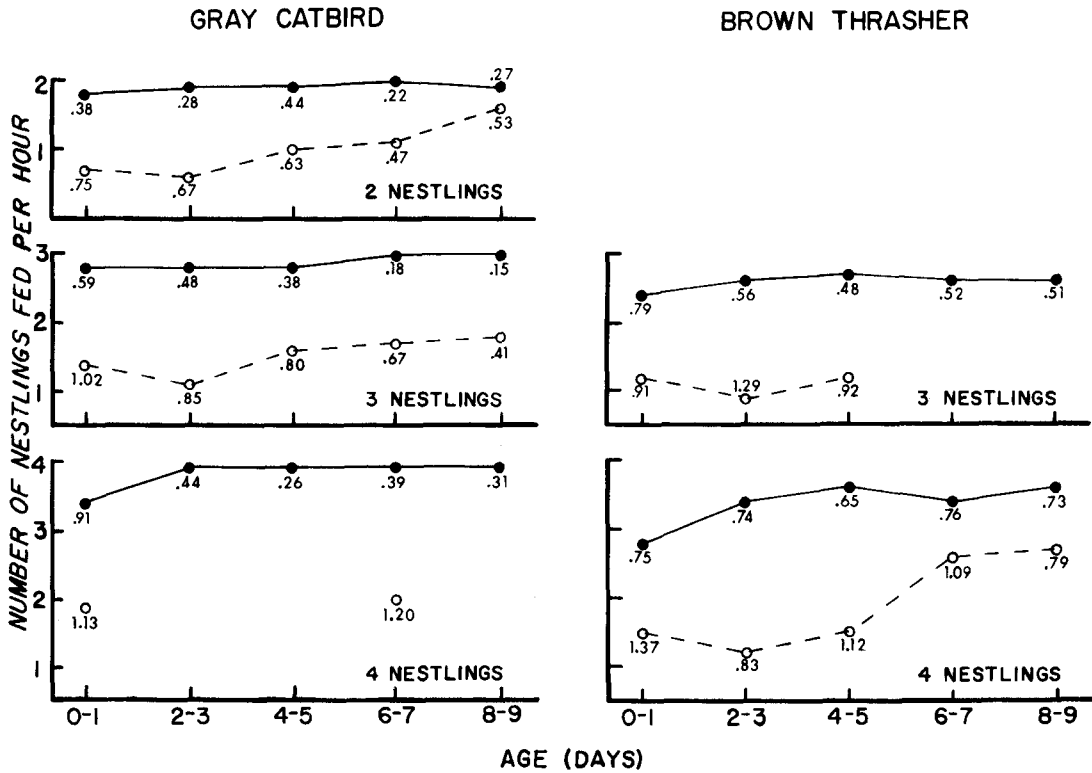 GRAY CATBIRD
BROWN THRASHER
NUMBER OF NESTLINGS FED PER HOUR
2
1
.38 .28 .44 .22 .27
.75 .67 .63 .47 .53
2 NESTLINGS
3
2
1
.59 .48 .38 .18 .15
1.02 .85 .80 .67 .41
3 NESTLINGS
.79 .56 .48 .52 .51
.91 1.29 .92
3 NESTLINGS
4
3
2
1
.91 .44 .26 .39 .31
1.13 1.20
4 NESTLINGS
.75 .74 .65 .76 .73
1.37 .83 1.12 1.09 .79
4 NESTLINGS
0-1 2-3 4-5 6-7 8-9
0-1 2-3 4-5 6-7 8-9
AGE (DAYS)